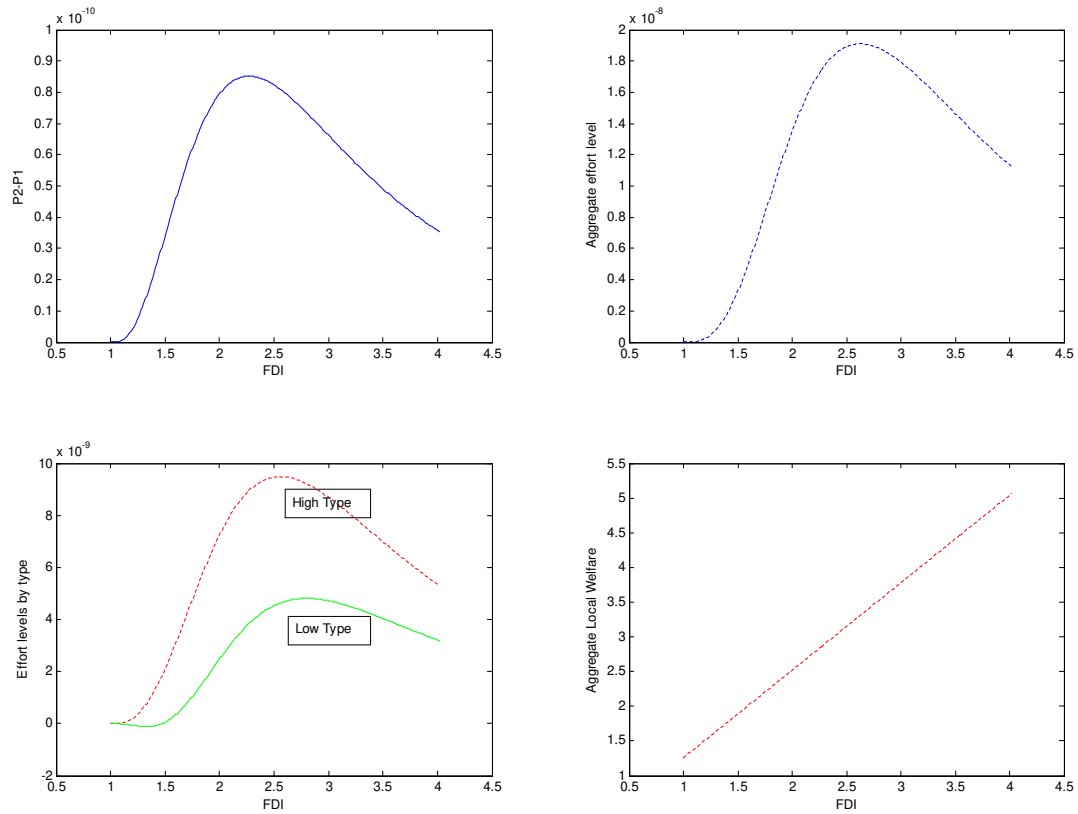 x 10-10
1
0.9
0.8
0.7
0.6
0.5
0.4
0.3
0.2
0.1
0
0.5 1 1.5 2 2.5 3 3.5 4 4.5
FDI
P2-P1
x 10-8
2
1.8
1.6
1.4
1.2
1
0.8
0.6
0.4
0.2
0
0.5 1 1.5 2 2.5 3 3.5 4 4.5
FDI
Aggregate effort level
x 10-9
10
8
6
4
2
0
-2
0.5 1 1.5 2 2.5 3 3.5 4 4.5
FDI
Effort levels by type
High Type
Low Type
5.5
5
4.5
4
3.5
3
2.5
2
1.5
1
0.5 1 1.5 2 2.5 3 3.5 4 4.5
FDI
Aggregate Local Welfare